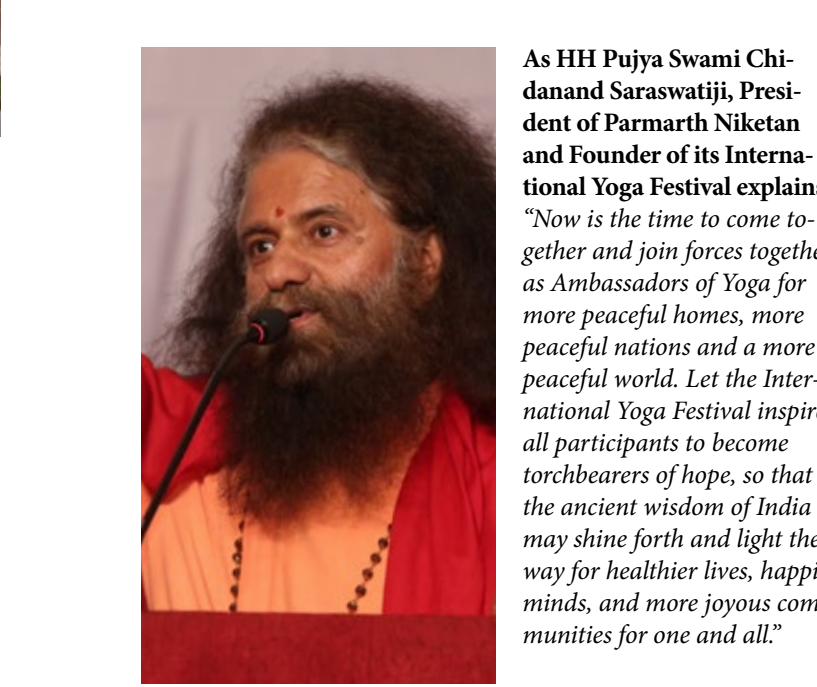 As HH Pujya Swami Chi-
danand Saraswatiji, Presi-
dent of Parmarth Niketan
and Founder of its Interna-
tional Yoga Festival explain
“Now is the time to come to-
gether and join forces togethe
as Ambassadors of Yoga for
more peaceful homes, more
peaceful nations and a more
peaceful world. Let the Inter-
national Yoga Festival inspir
all participants to become
torchbearers of hope, so that
the ancient wisdom of India
may shine forth and light the
way for healthier lives, happi
minds, and more joyous com
munities for one and all.”